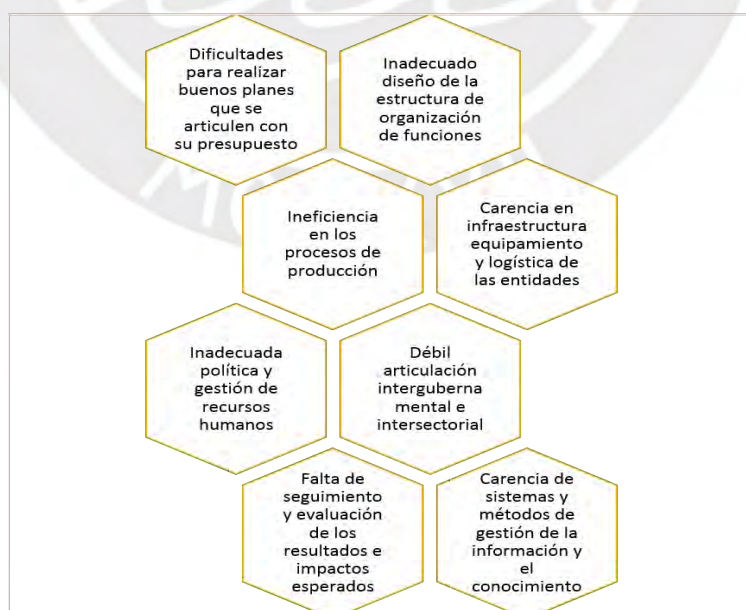 Dificultades
para realizar
buenos planes
que se
articulen con
su presupuesto
Inadecuado
diseño de la
estructura de
organización
de funciones
Ineficiencia
en los
procesos de
producción
Carencia en
infraestructura
equipamiento
y logística de
las entidades
Inadecuada
política y
gestión de
recursos
humanos
Débil
articulación
interguberna
mental e
intersectorial
Falta de
seguimiento
y evaluación
de los
resultados e
impactos
esperados
Carencia de
sistemas y
métodos de
gestión de la
información y
el
conocimiento